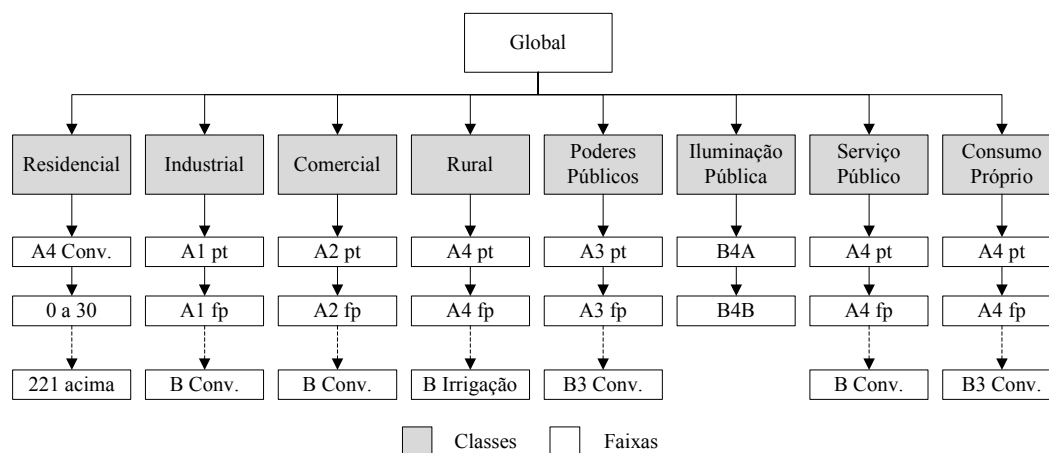 Global
Residencial
Industrial
Comercial
Rural
Poderes
Públicos
Iluminação
Pública
Serviço
Público
Consumo
Próprio
A4 Conv.
A1 pt
A2 pt
A4 pt
A3 pt
B4A
A4 pt
A4 pt
0 a 30
A1 fp
A2 fp
A4 fp
A3 fp
B4B
A4 fp
A4 fp
221 acima
B Conv.
B Conv.
B Irrigação
B3 Conv.
B Conv.
B3 Conv.
Classes
Faixas